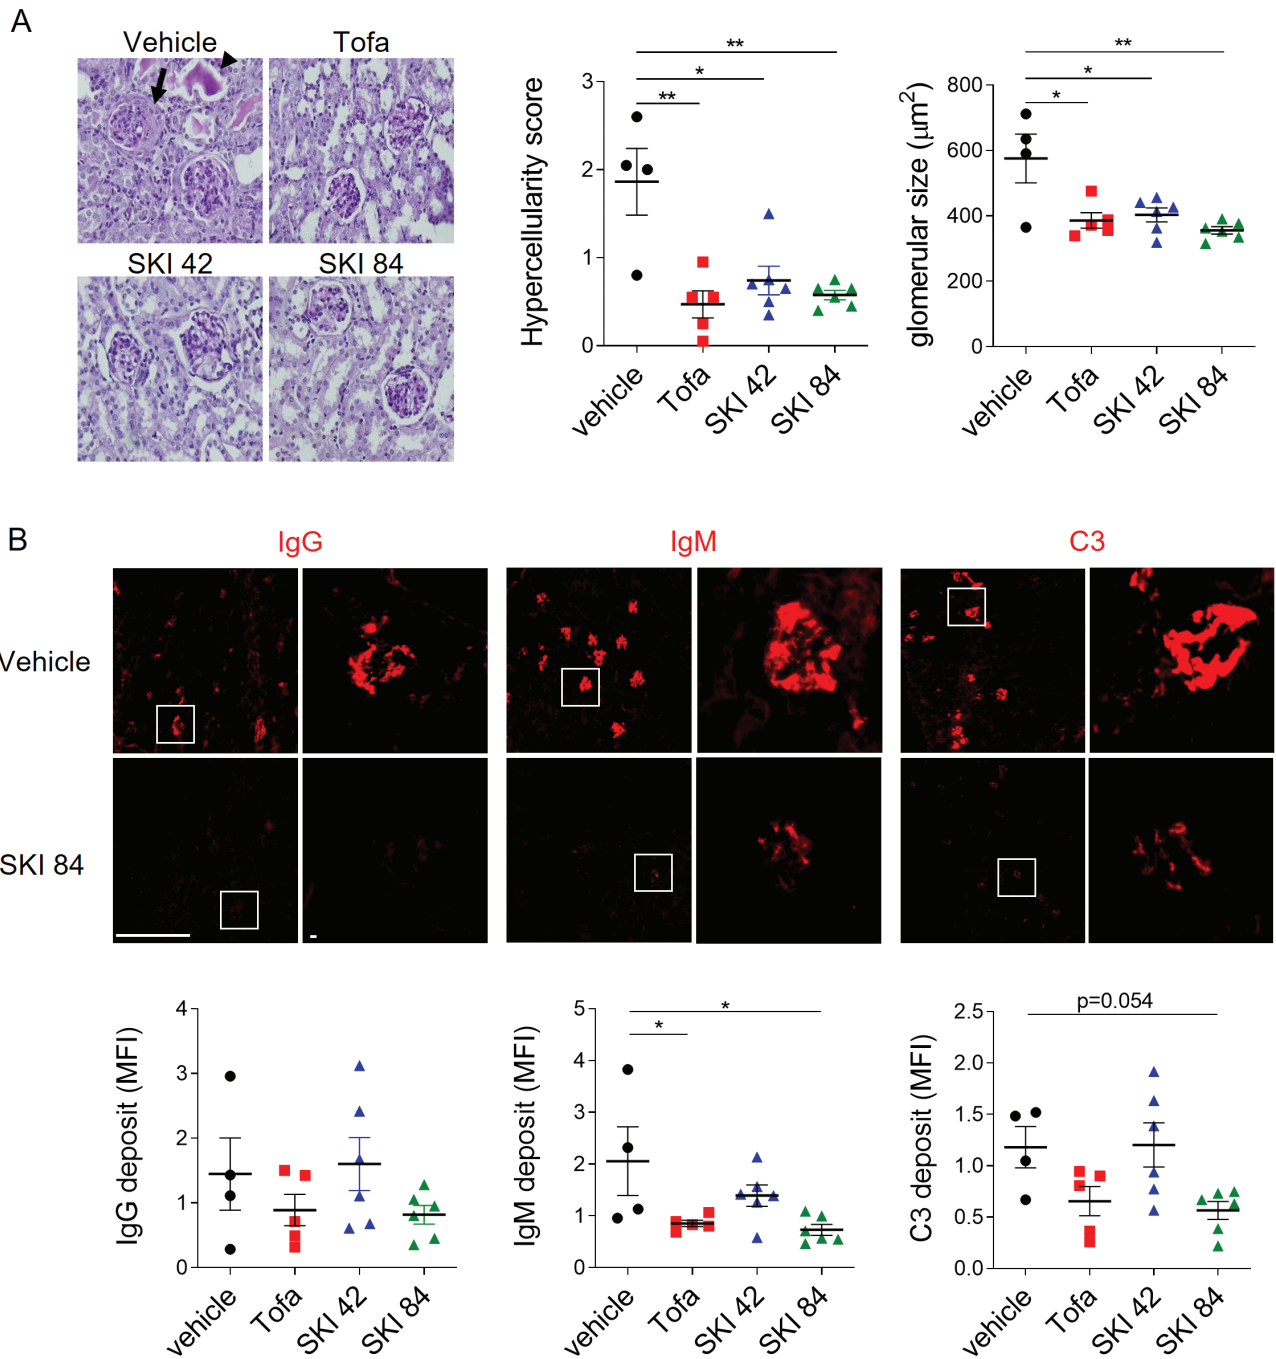 A
Vehicle
Tofa
SKI 42
SKI 84
Hypercellularity score
3
2
1
0
**
*
**
vehicle
Tofa
SKI 42
SKI 84
glomerular size (μm²)
800
600
400
200
0
**
*
*
vehicle
Tofa
SKI 42
SKI 84
B
IgG
IgM
C3
Vehicle
SKI 84
IgG deposit (MFI)
4
3
2
1
0
vehicle
Tofa
SKI 42
SKI 84
IgM deposit (MFI)
5
4
3
2
1
0
*
*
vehicle
Tofa
SKI 42
SKI 84
C3 deposit (MFI)
2.5
2.0
1.5
1.0
0.5
0.0
p=0.054
vehicle
Tofa
SKI 42
SKI 84